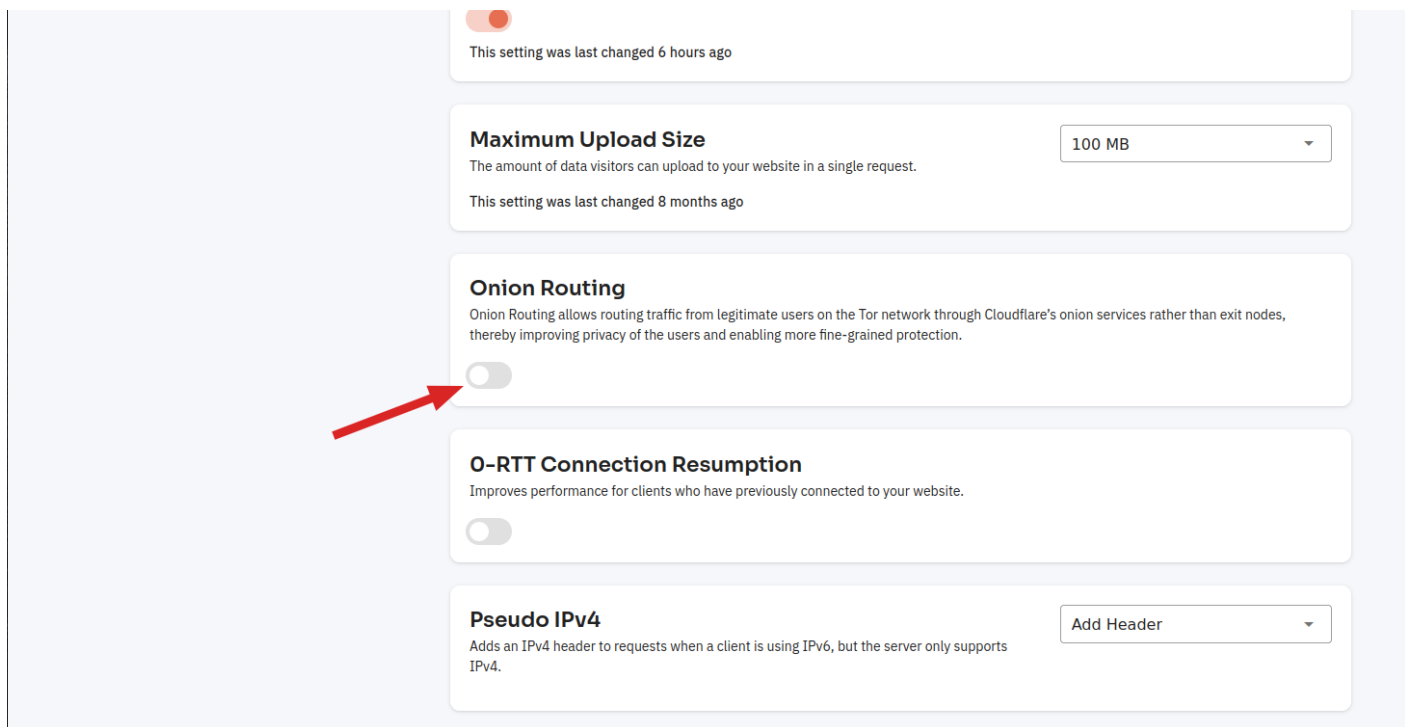 This setting was last changed 6 hours ago
Maximum Upload Size
100 MB
The amount of data visitors can upload to your website in a single request.
This setting was last changed 8 months ago
Onion Routing
Onion Routing allows routing traffic from legitimate users on the Tor network through Cloudflare's onion services rather than exit nodes,
thereby improving privacy of the users and enabling more fine-grained protection.
0-RTT Connection Resumption
Improves performance for clients who have previously connected to your website.
Pseudo IPv4
Add Header
Adds an IPv4 header to requests when a client is using IPv6, but the server only supports
IPv4.